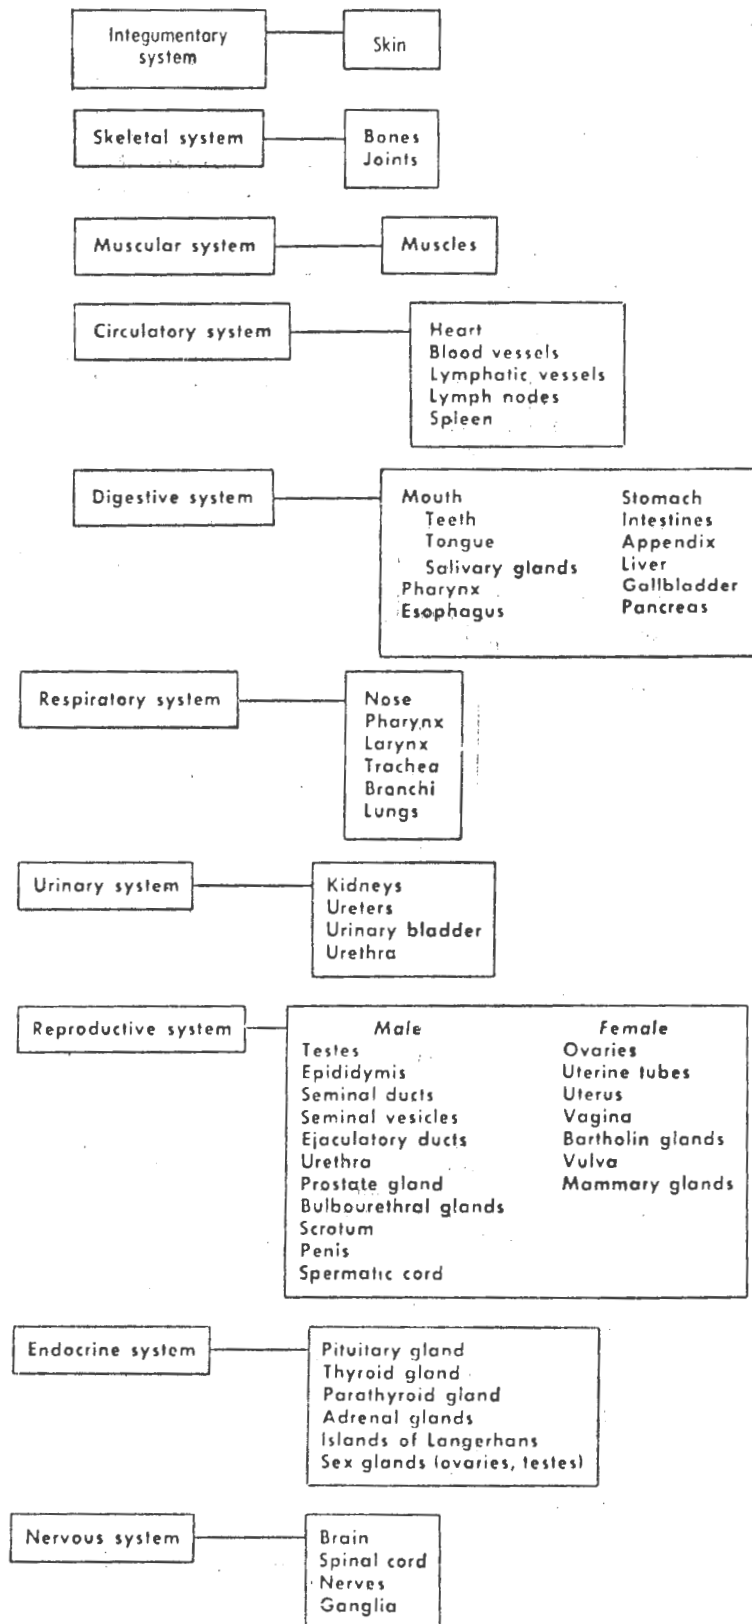 Integumentary
system
Skin
Skeletal system
Bones
Joints
Muscular system
Muscles
Circulatory system
Heart
Blood vessels
Lymphatic vessels
Lymph nodes
Spleen
Digestive system
Mouth
Teeth
Tongue
Salivary glands
Pharynx
Esophagus
Stomach
Intestines
Appendix
Liver
Gallbladder
Pancreas
Respiratory system
Nose
Pharynx
Larynx
Trachea
Branchi
Lungs
Urinary system
Kidneys
Ureters
Urinary bladder
Urethra
Reproductive system
Male
Testes
Epididymis
Seminal ducts
Seminal vesicles
Ejaculatory ducts
Urethra
Prostate gland
Bulbourethral glands
Scrotum
Penis
Spermatic cord
Female
Ovaries
Uterine tubes
Uterus
Vagina
Bartholin glands
Vulva
Mammary glands
Endocrine system
Pituitary gland
Thyroid gland
Parathyroid gland
Adrenal glands
Islands of Langerhans
Sex glands (ovaries, testes)
Nervous system
Brain
Spinal cord
Nerves
Ganglia